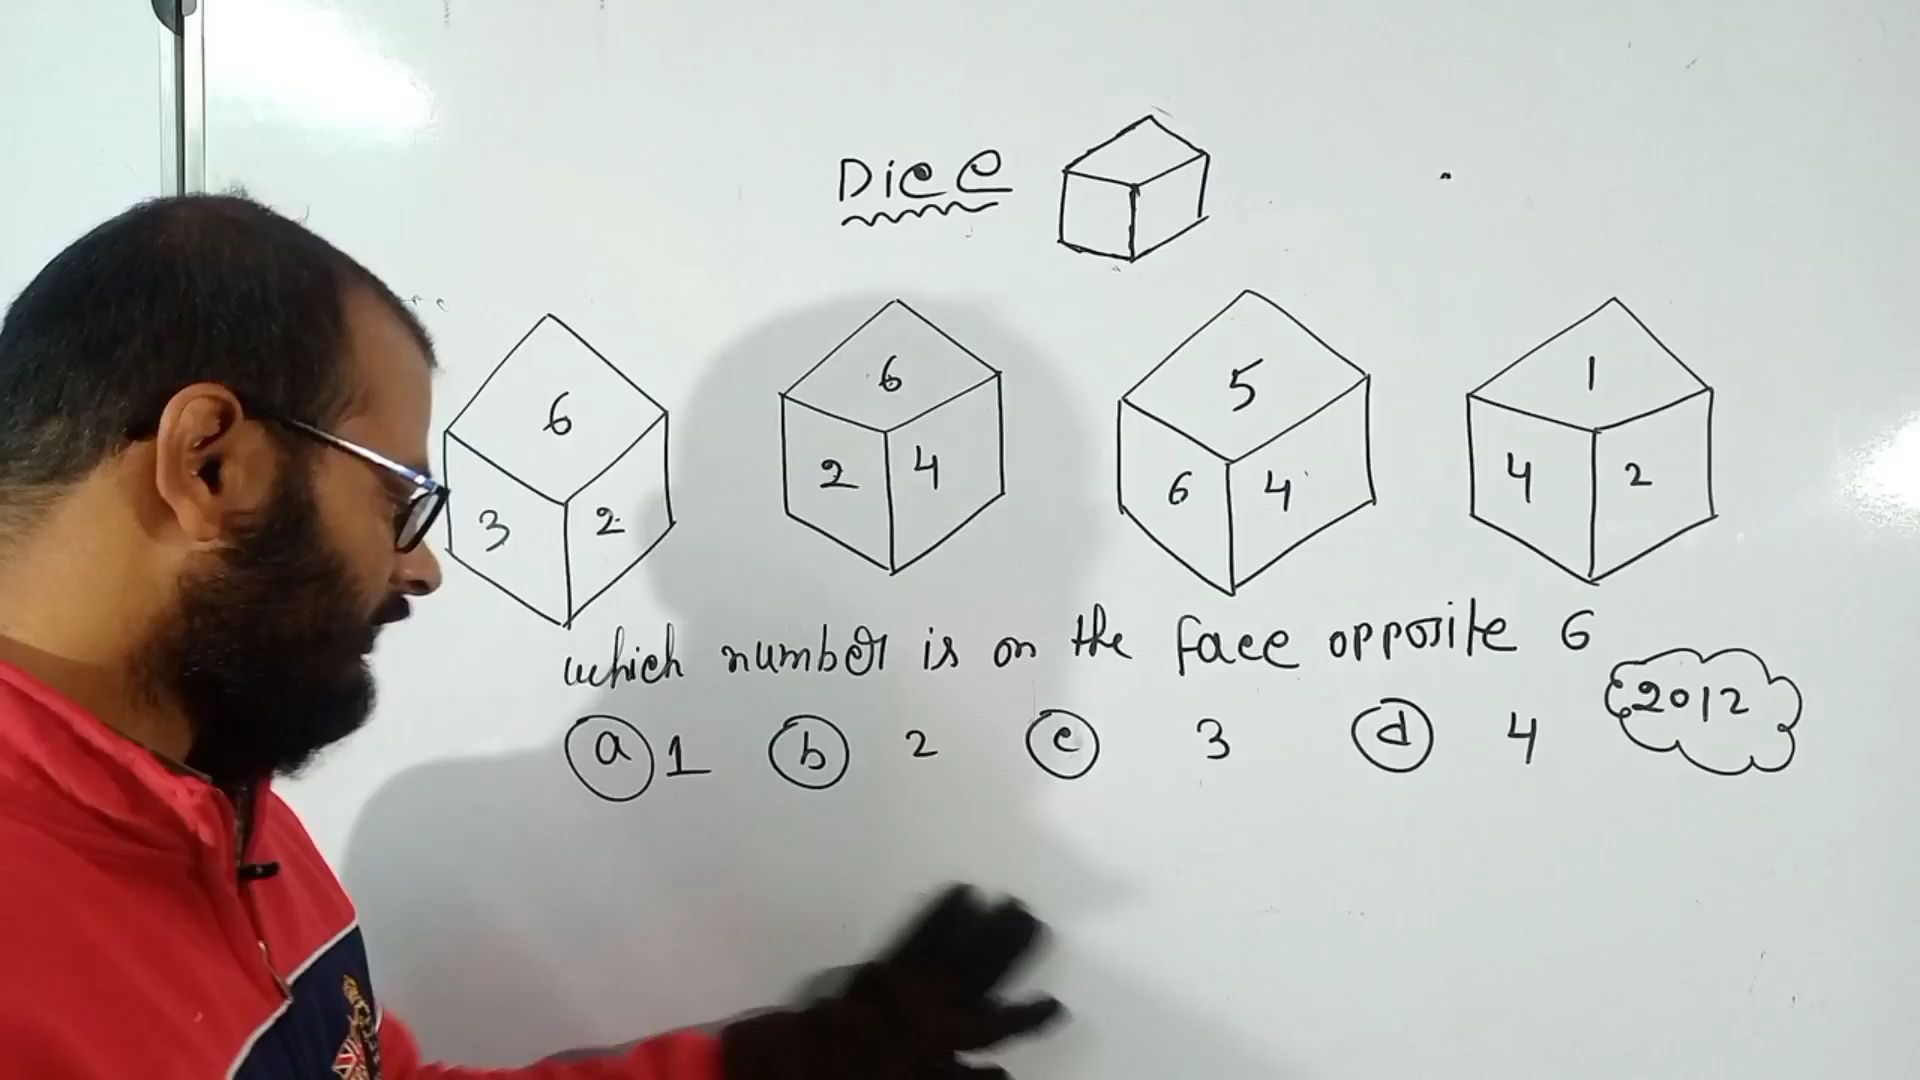 Dice
6 3 2
6 2 4
5 6 4
1 4 2
which number is on the face opposite 6
a 1 b 2 c 3 d 4
2012